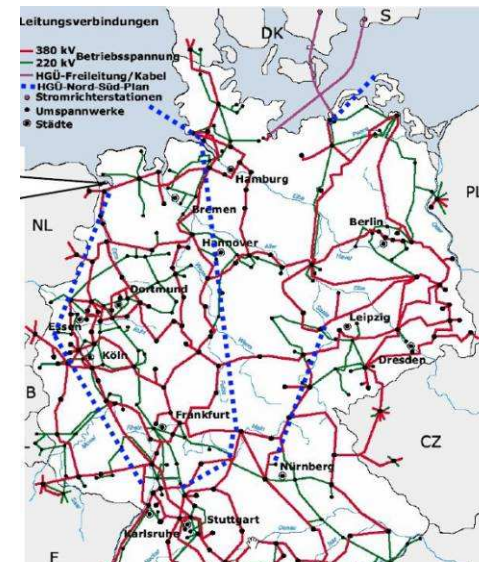 Leitungsverbindungen
380 kV Betriebsspannung
220 kV
HGÜ-Freileitung/Kabel
HGÜ-Nord-Süd-Plan
Stromrichterstationen
Umspannwerke
Städte
S
DK
Hamburg
Bremen
PL
NL
Berlin
Hannover
Dortmund
Essen
Leipzig
Köln
Dresden
B
Frankfurt
CZ
L
Nürnberg
Stuttgart
Karlsruhe
F